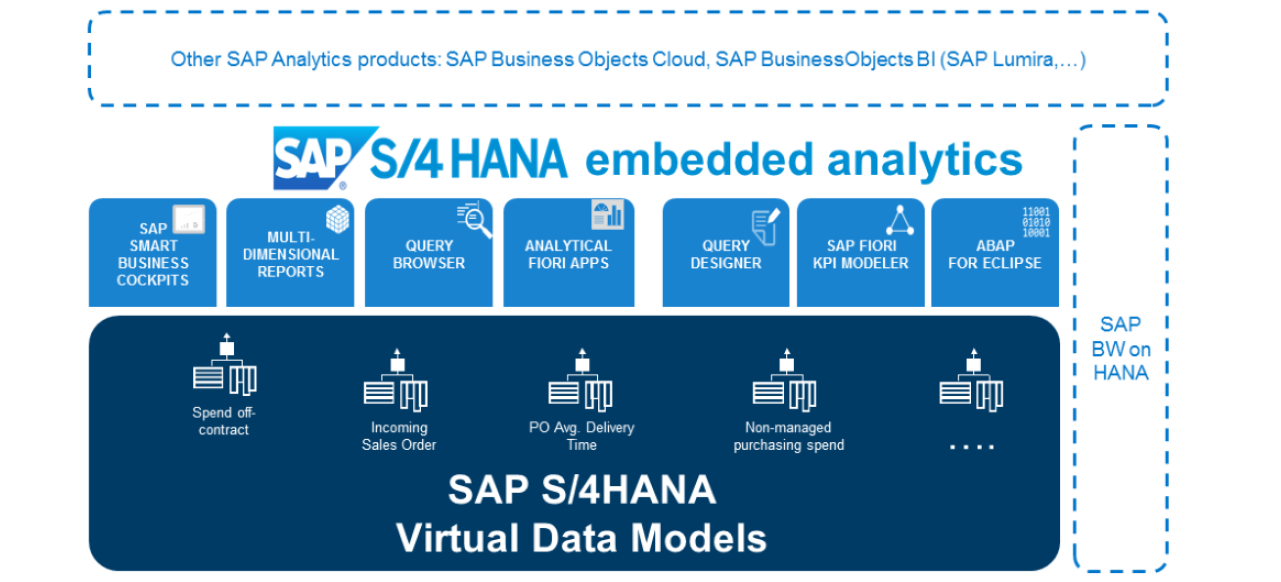 Other SAP Analytics products: SAP Business Objects Cloud, SAP BusinessObjects BI (SAP Lumira,...)
SAP® S/4 HANA embedded analytics
SAP
SMART
BUSINESS
COCKPITS
MULTI-
DIMENSIONAL
REPORTS
QUERY
BROWSER
ANALYTICAL
FIORI APPS
QUERY
DESIGNER
SAP FIORI
KPI MODELER
11001
01010
10001
ABAP
FOR ECLIPSE
Spend off-
contract
Incoming
Sales Order
PO Avg. Delivery
Time
Non-managed
purchasing spend
. . . .
SAP S/4HANA
Virtual Data Models
SAP
BW on
HANA